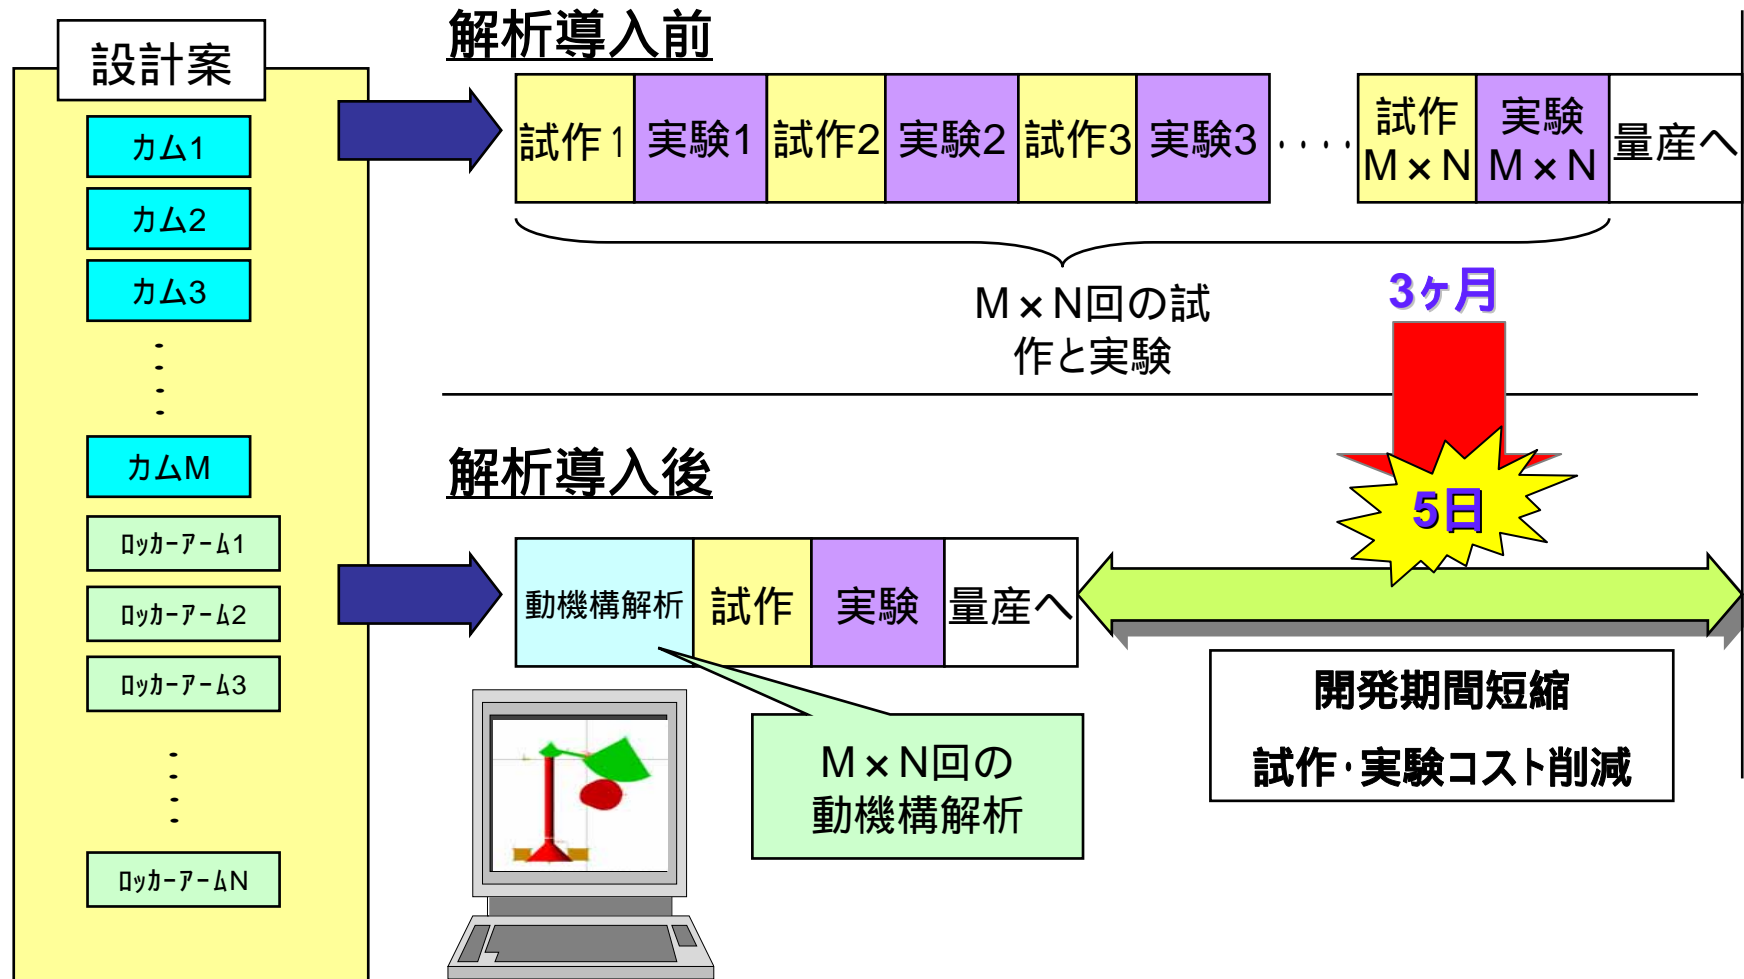 設計案
カム1
カム2
カム3
・・・・
カムM
ﾛｯｶｰｱｰﾑ1
ﾛｯｶｰｱｰﾑ2
ﾛｯｶｰｱｰﾑ3
・・・・
ﾛｯｶｰｱｰﾑN
解析導入前
試作1 実験1 試作2 実験2 試作3 実験3 ・・・・
試作
M×N
実験
M×N
量産へ
M×N回の試
作と実験
3ヶ月
5日
解析導入後
動機構解析 試作 実験 量産へ
M×N回の
動機構解析
開発期間短縮
試作・実験コスト削減